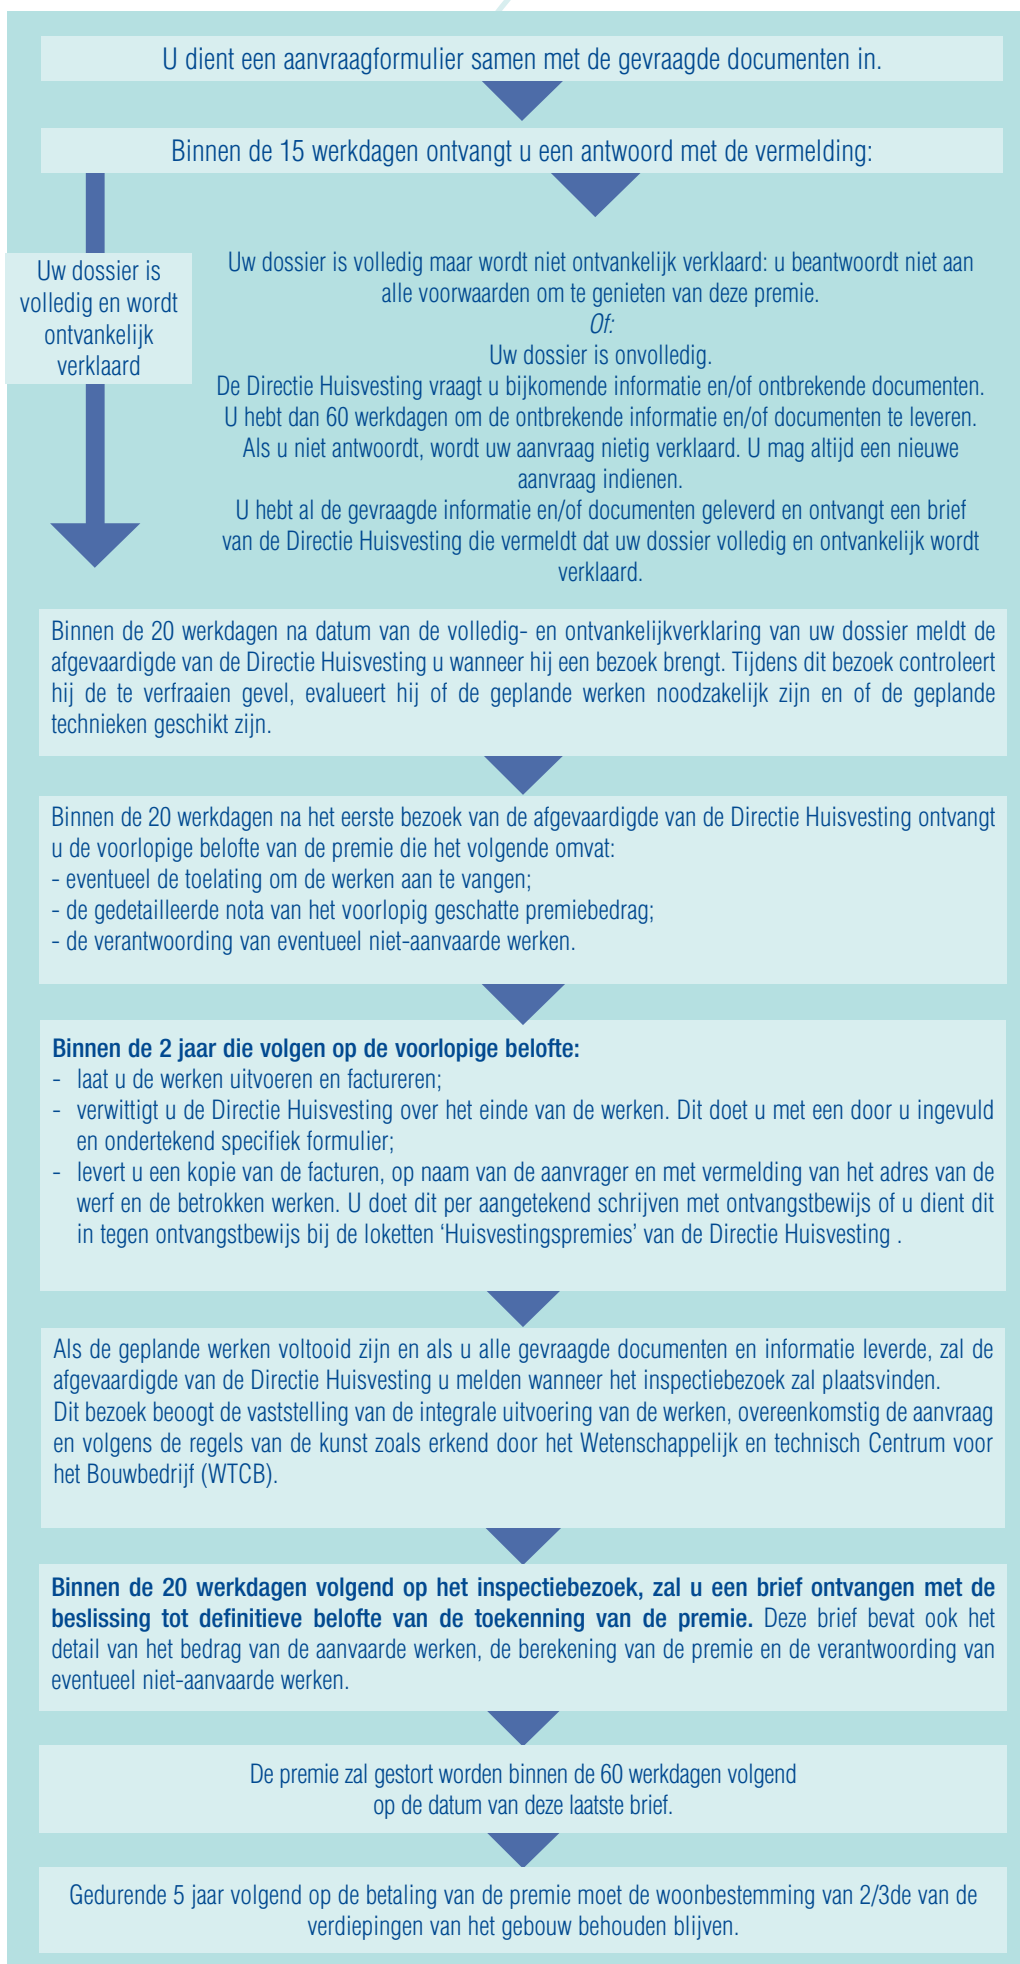 U dient een aanvraagformulier samen met de gevraagde documenten in.
Binnen de 15 werkdagen ontvangt u een antwoord met de vermelding:
Uw dossier is
volledig en wordt
ontvankelijk
verklaard
Uw dossier is volledig maar wordt niet ontvankelijk verklaard: u beantwoordt niet aan
alle voorwaarden om te genieten van deze premie.
Of:
Uw dossier is onvolledig.
De Directie Huisvesting vraagt u bijkomende informatie en/of ontbrekende documenten.
U hebt dan 60 werkdagen om de ontbrekende informatie en/of documenten te leveren.
Als u niet antwoordt, wordt uw aanvraag nietig verklaard. U mag altijd een nieuwe
aanvraag indienen.
U hebt al de gevraagde informatie en/of documenten geleverd en ontvangt een brief
van de Directie Huisvesting die vermeldt dat uw dossier volledig en ontvankelijk wordt
verklaard.
Binnen de 20 werkdagen na datum van de volledig- en ontvankelijkverklaring van uw dossier meldt de
afgevaardigde van de Directie Huisvesting u wanneer hij een bezoek brengt. Tijdens dit bezoek controleert
hij de te verfraaien gevel, evalueert hij of de geplande werken noodzakelijk zijn en of de geplande
technieken geschikt zijn.
Binnen de 20 werkdagen na het eerste bezoek van de afgevaardigde van de Directie Huisvesting ontvangt
u de voorlopige belofte van de premie die het volgende omvat:
- eventueel de toelating om de werken aan te vangen;
- de gedetailleerde nota van het voorlopig geschatte premiebedrag;
- de verantwoording van eventueel niet-aanvaarde werken.
Binnen de 2 jaar die volgen op de voorlopige belofte:
- laat u de werken uitvoeren en factureren;
- verwittigt u de Directie Huisvesting over het einde van de werken. Dit doet u met een door u ingevuld
en ondertekend specifiek formulier;
- levert u een kopie van de facturen, op naam van de aanvrager en met vermelding van het adres van de
werf en de betrokken werken. U doet dit per aangetekend schrijven met ontvangstbewijs of u dient dit
in tegen ontvangstbewijs bij de loketten ‘Huisvestingspremies’ van de Directie Huisvesting .
Als de geplande werken voltooid zijn en als u alle gevraagde documenten en informatie leverde, zal de
afgevaardigde van de Directie Huisvesting u melden wanneer het inspectiebezoek zal plaatsvinden.
Dit bezoek beoogt de vaststelling van de integrale uitvoering van de werken, overeenkomstig de aanvraag
en volgens de regels van de kunst zoals erkend door het Wetenschappelijk en technisch Centrum voor
het Bouwbedrijf (WTCB).
Binnen de 20 werkdagen volgend op het inspectiebezoek, zal u een brief ontvangen met de
beslissing tot definitieve belofte van de toekenning van de premie. Deze brief bevat ook het
detail van het bedrag van de aanvaarde werken, de berekening van de premie en de verantwoording van
eventueel niet-aanvaarde werken.
De premie zal gestort worden binnen de 60 werkdagen volgend
op de datum van deze laatste brief.
Gedurende 5 jaar volgend op de betaling van de premie moet de woonbestemming van 2/3de van de
verdiepingen van het gebouw behouden blijven.